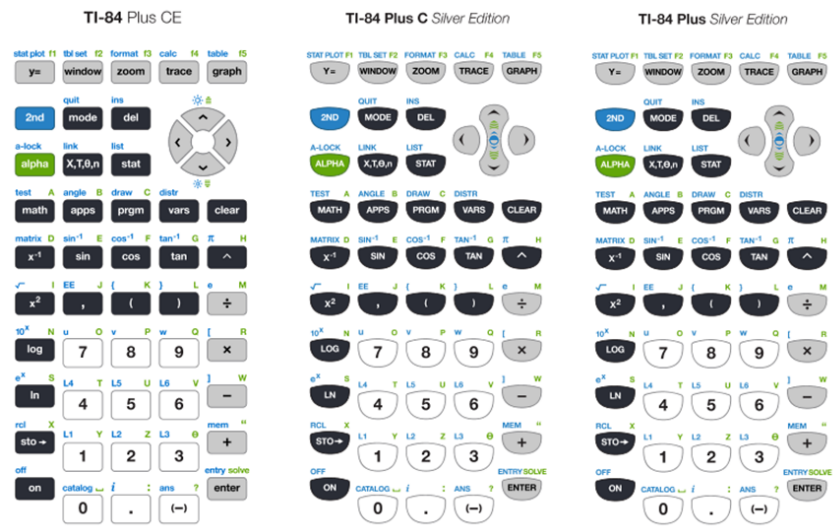 TI-84 Plus CE
stat plot f1 tbl set f2 format f3 calc f4 table f5
y= window zoom trace graph
quit ins
2nd mode del
a-lock link list
alpha X,T,θ,n stat
test A angle B draw C distr
math apps prgm vars clear
matrix D sin⁻¹ E cos⁻¹ F tan⁻¹ G π H
x⁻¹ sin cos tan ^
√ I EE J { K } L e M
x² , ( ) ÷
10ˣ N u O v P w Q [ R
log 7 8 9 ×
eˣ S L4 T L5 U L6 V ] W
ln 4 5 6 −
rcl X L1 Y L2 Z L3 θ mem "
sto→ 1 2 3 +
off catalog ⎵ i : ans ? entry solve
on 0 . (−) enter
TI-84 Plus C Silver Edition
STAT PLOT F1 TBL SET F2 FORMAT F3 CALC F4 TABLE F5
Y= WINDOW ZOOM TRACE GRAPH
QUIT INS
2ND MODE DEL
A-LOCK LINK LIST
ALPHA X,T,θ,n STAT
TEST A ANGLE B DRAW C DISTR
MATH APPS PRGM VARS CLEAR
MATRIX D SIN⁻¹ E COS⁻¹ F TAN⁻¹ G π H
x⁻¹ SIN COS TAN ^
√ I EE J { K } L e M
x² , ( ) ÷
10ˣ N u O v P w Q [ R
LOG 7 8 9 ×
eˣ S L4 T L5 U L6 V ] W
LN 4 5 6 −
RCL X L1 Y L2 Z L3 θ MEM "
STO→ 1 2 3 +
OFF CATALOG ⎵ i : ANS ? ENTRY SOLVE
ON 0 . (−) ENTER
TI-84 Plus Silver Edition
STAT PLOT F1 TBL SET F2 FORMAT F3 CALC F4 TABLE F5
Y= WINDOW ZOOM TRACE GRAPH
QUIT INS
2ND MODE DEL
A-LOCK LINK LIST
ALPHA X,T,θ,n STAT
TEST A ANGLE B DRAW C DISTR
MATH APPS PRGM VARS CLEAR
MATRIX D SIN⁻¹ E COS⁻¹ F TAN⁻¹ G π H
x⁻¹ SIN COS TAN ^
√ I EE J { K } L e M
x² , ( ) ÷
10ˣ N u O v P w Q [ R
LOG 7 8 9 ×
eˣ S L4 T L5 U L6 V ] W
LN 4 5 6 −
RCL X L1 Y L2 Z L3 θ MEM "
STO→ 1 2 3 +
OFF CATALOG ⎵ i : ANS ? ENTRY SOLVE
ON 0 . (−) ENTER